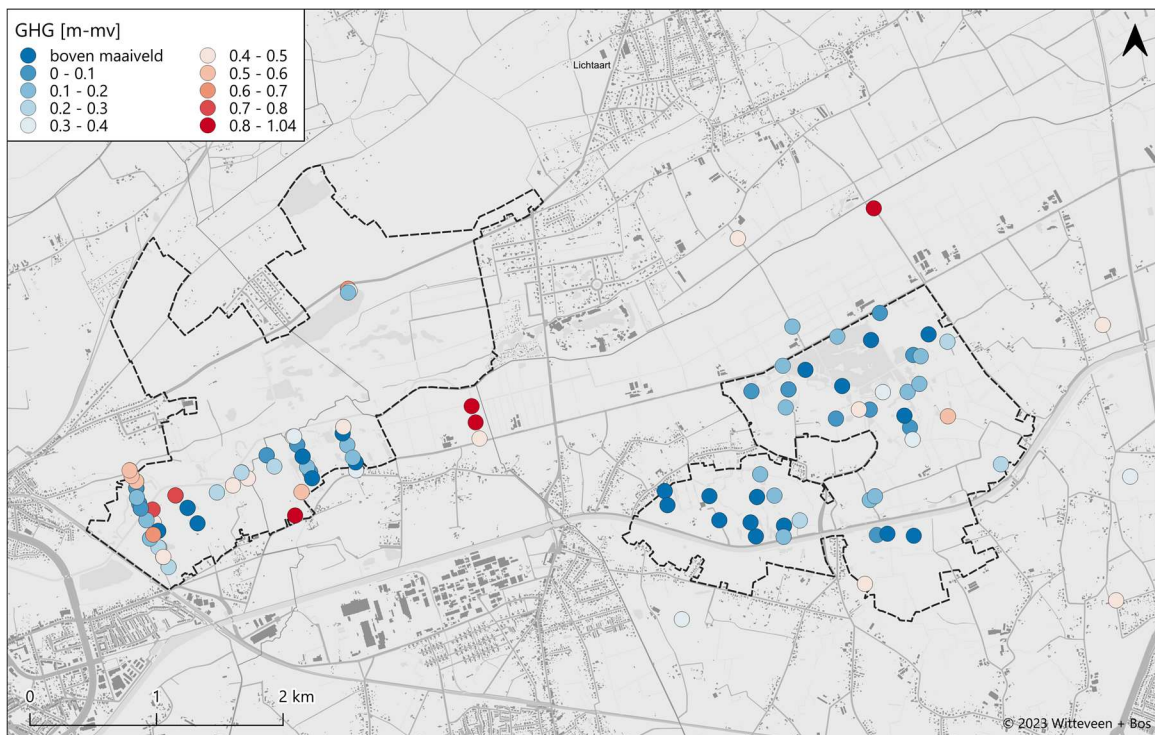 GHG [m-mv]
boven maaiveld
0 - 0.1
0.1 - 0.2
0.2 - 0.3
0.3 - 0.4
0.4 - 0.5
0.5 - 0.6
0.6 - 0.7
0.7 - 0.8
0.8 - 1.04
Lichtaart
0 1 2 km
© 2023 Witteveen + Bos